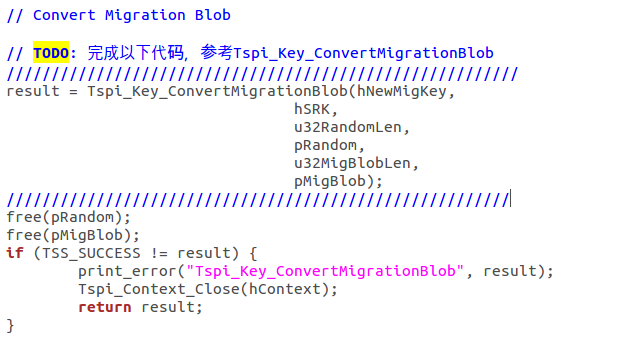 // Convert Migration Blob
// TODO: 完成以下代码，参考Tspi_Key_ConvertMigrationBlob
/////////////////////////////////////////////////////////
result = Tspi_Key_ConvertMigrationBlob(hNewMigKey,
                                hSRK,
                                u32RandomLen,
                                pRandom,
                                u32MigBlobLen,
                                pMigBlob);
////////////////////////////////////////////////////////
free(pRandom);
free(pMigBlob);
if (TSS_SUCCESS != result) {
        print_error("Tspi_Key_ConvertMigrationBlob", result);
        Tspi_Context_Close(hContext);
        return result;
}